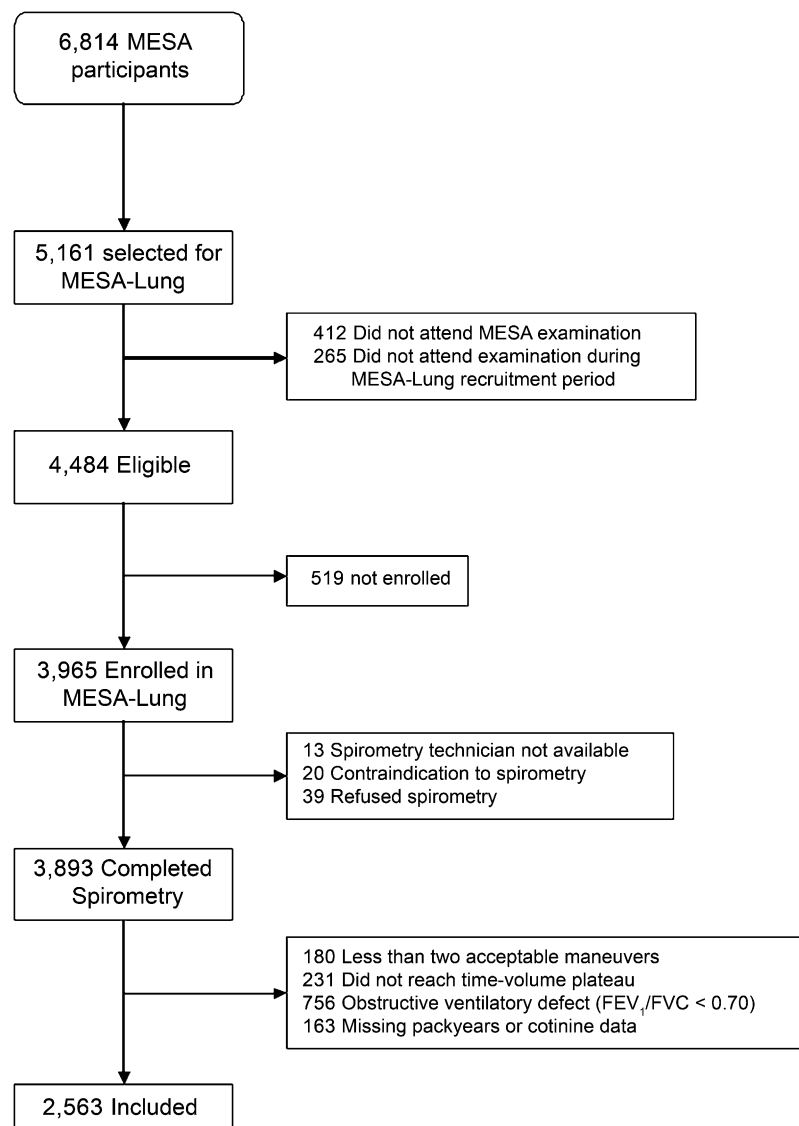 6,814 MESA
participants
5,161 selected for
MESA-Lung
412 Did not attend MESA examination
265 Did not attend examination during
MESA-Lung recruitment period
4,484 Eligible
519 not enrolled
3,965 Enrolled in
MESA-Lung
13 Spirometry technician not available
20 Contraindication to spirometry
39 Refused spirometry
3,893 Completed
Spirometry
180 Less than two acceptable maneuvers
231 Did not reach time-volume plateau
756 Obstructive ventilatory defect (FEV₁/FVC < 0.70)
163 Missing packyears or cotinine data
2,563 Included